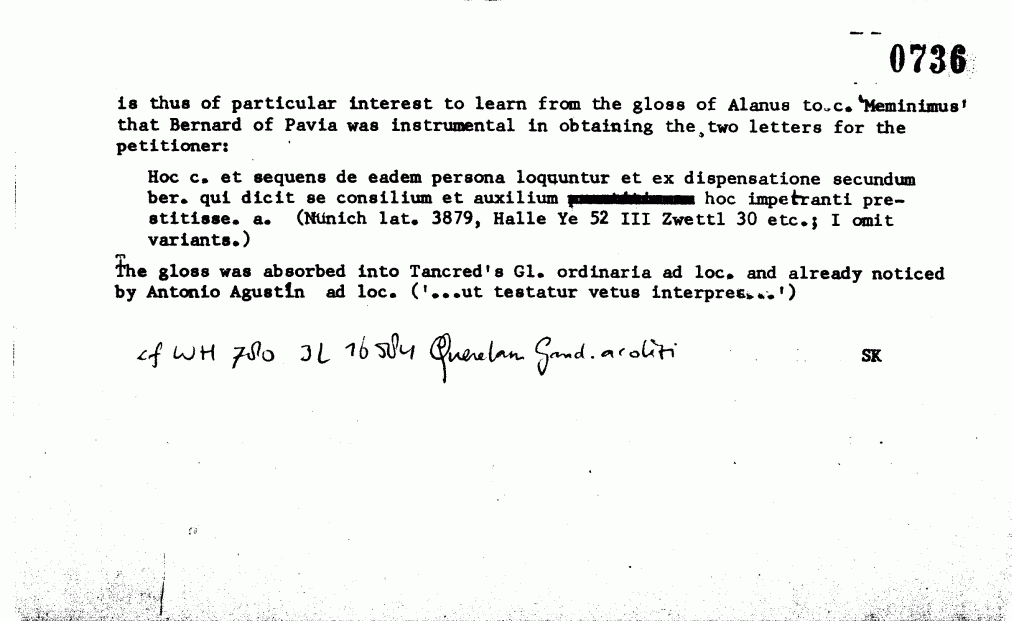 0736
is thus of particular interest to learn from the gloss of Alanus to c. 'Meminimus'
that Bernard of Pavia was instrumental in obtaining the two letters for the
petitioner:
Hoc c. et sequens de eadem persona loquuntur et ex dispensatione secundum
ber. qui dicit se consilium et auxilium hoc impetranti pre-
stitisse. a. (Munich lat. 3879, Halle Ye 52 III Zwettl 30 etc.; I omit
variants.)
The gloss was absorbed into Tancred's Gl. ordinaria ad loc. and already noticed
by Antonio Agustín ad loc. ('...ut testatur vetus interpres...')
cf WH 780 JL 16584 Querelam Gand. acoliti
SK